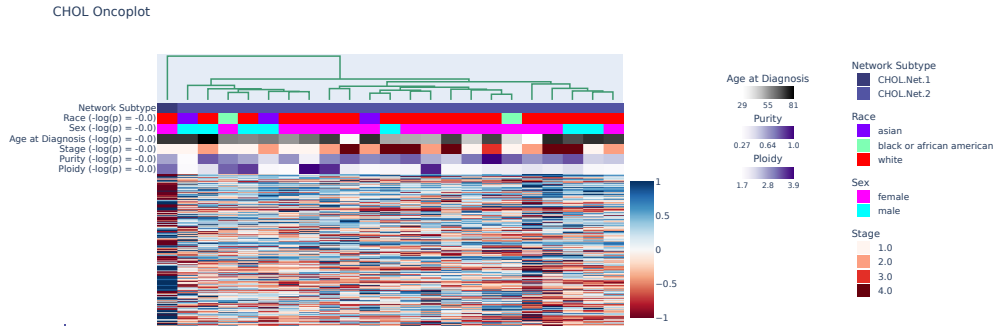 CHOL Oncoplot
Network Subtype
Race (-log(p) = -0.0)
Sex (-log(p) = -0.0)
Age at Diagnosis (-log(p) = -0.0)
Stage (-log(p) = -0.0)
Purity (-log(p) = -0.0)
Ploidy (-log(p) = -0.0)
1
0.5
0
−0.5
−1
Age at Diagnosis
29 55 81
Purity
0.27 0.64 1.0
Ploidy
1.7 2.8 3.9
Network Subtype
CHOL.Net.1
CHOL.Net.2
Race
asian
black or african american
white
Sex
female
male
Stage
1.0
2.0
3.0
4.0